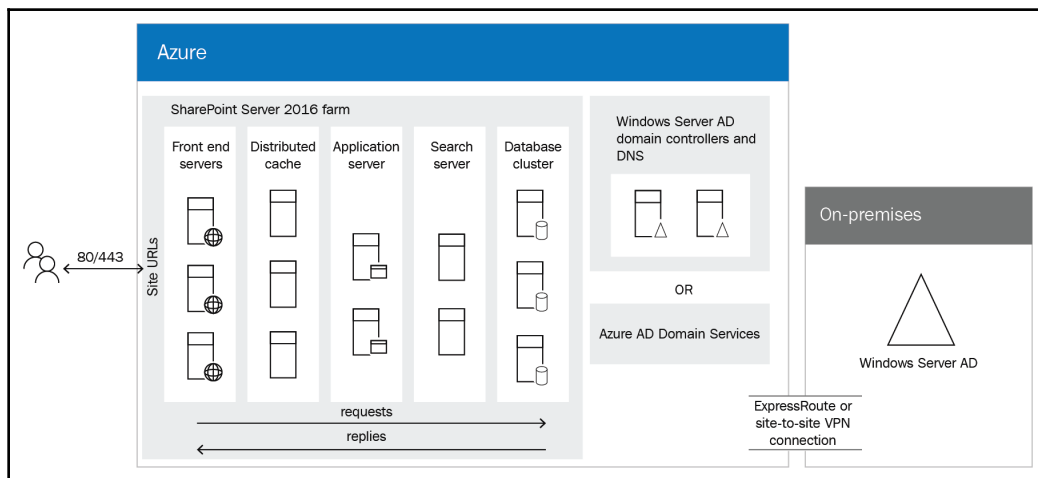 Azure
SharePoint Server 2016 farm
Front end
servers
Distributed
cache
Application
server
Search
server
Database
cluster
Windows Server AD
domain controllers and
DNS
80/443
Site URLs
OR
Azure AD Domain Services
requests
replies
On-premises
Windows Server AD
ExpressRoute or
site-to-site VPN
connection